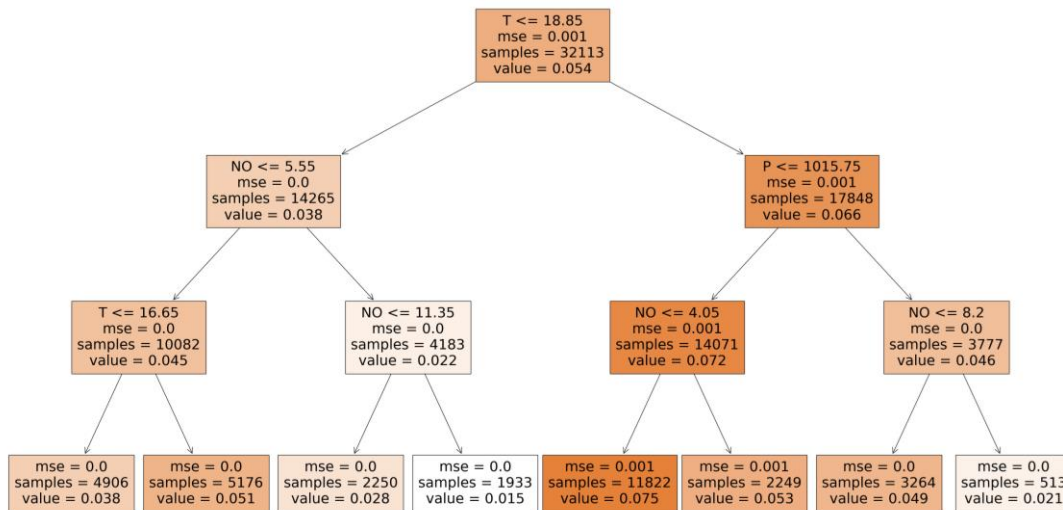 T <= 18.85
mse = 0.001
samples = 32113
value = 0.054
NO <= 5.55
mse = 0.0
samples = 14265
value = 0.038
P <= 1015.75
mse = 0.001
samples = 17848
value = 0.066
T <= 16.65
mse = 0.0
samples = 10082
value = 0.045
NO <= 11.35
mse = 0.0
samples = 4183
value = 0.022
NO <= 4.05
mse = 0.001
samples = 14071
value = 0.072
NO <= 8.2
mse = 0.0
samples = 3777
value = 0.046
mse = 0.0
samples = 4906
value = 0.038
mse = 0.0
samples = 5176
value = 0.051
mse = 0.0
samples = 2250
value = 0.028
mse = 0.0
samples = 1933
value = 0.015
mse = 0.001
samples = 11822
value = 0.075
mse = 0.001
samples = 2249
value = 0.053
mse = 0.0
samples = 3264
value = 0.049
mse = 0.0
samples = 513
value = 0.021